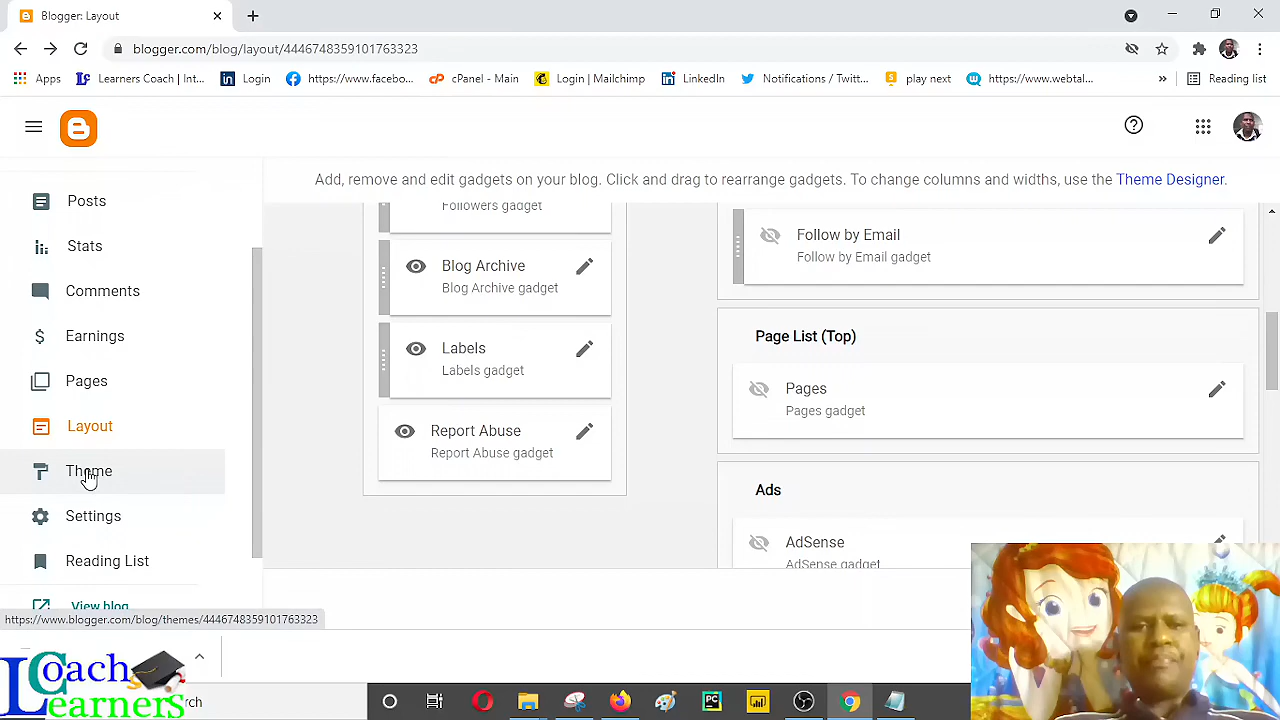 Blogger: Layout
blogger.com/blog/layout/4446748359101763323
Apps
Learners Coach | Int...
Login
https://www.facebo...
cPanel - Main
Login | Mailchimp
LinkedIn
Notifications / Twitt...
play.next
https://www.webtal...
Reading list
Add, remove and edit gadgets on your blog. Click and drag to rearrange gadgets. To change columns and widths, use the Theme Designer.
Posts
Stats
Comments
Earnings
Pages
Layout
Theme
Settings
Reading List
View blog
Followers gadget
Blog Archive
Blog Archive gadget
Labels
Labels gadget
Report Abuse
Report Abuse gadget
Follow by Email
Follow by Email gadget
Page List (Top)
Pages
Pages gadget
Ads
AdSense
AdSense gadget
https://www.blogger.com/blog/themes/4446748359101763323
Coach
Learners
rch